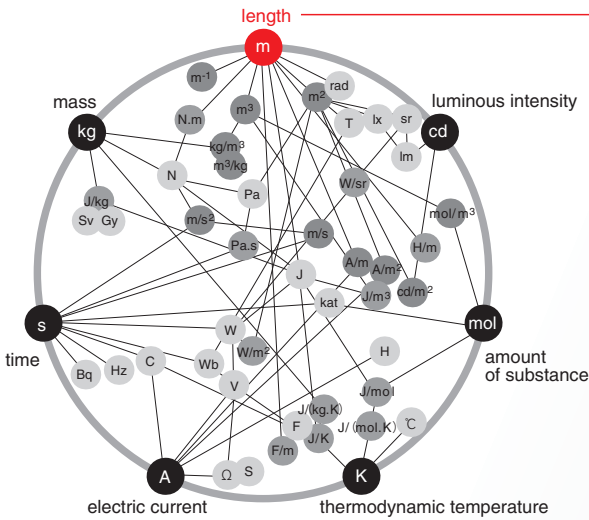 length
m
m⁻¹
rad
mass
m³
m²
luminous intensity
N.m
T
lx
sr
kg
cd
kg/m³
m³/kg
lm
N
W/sr
Pa
J/kg
mol/m³
Sv
Gy
m/s²
m/s
Pa.s
H/m
A/m
A/m²
J
J/m³
cd/m²
kat
s
mol
W
time
W/m²
H
amount
of substance
C
Wb
Bq
Hz
V
J/mol
J/(kg.K)
F
J/(mol.K)
°C
J/K
F/m
A
Ω
S
K
electric current
thermodynamic temperature